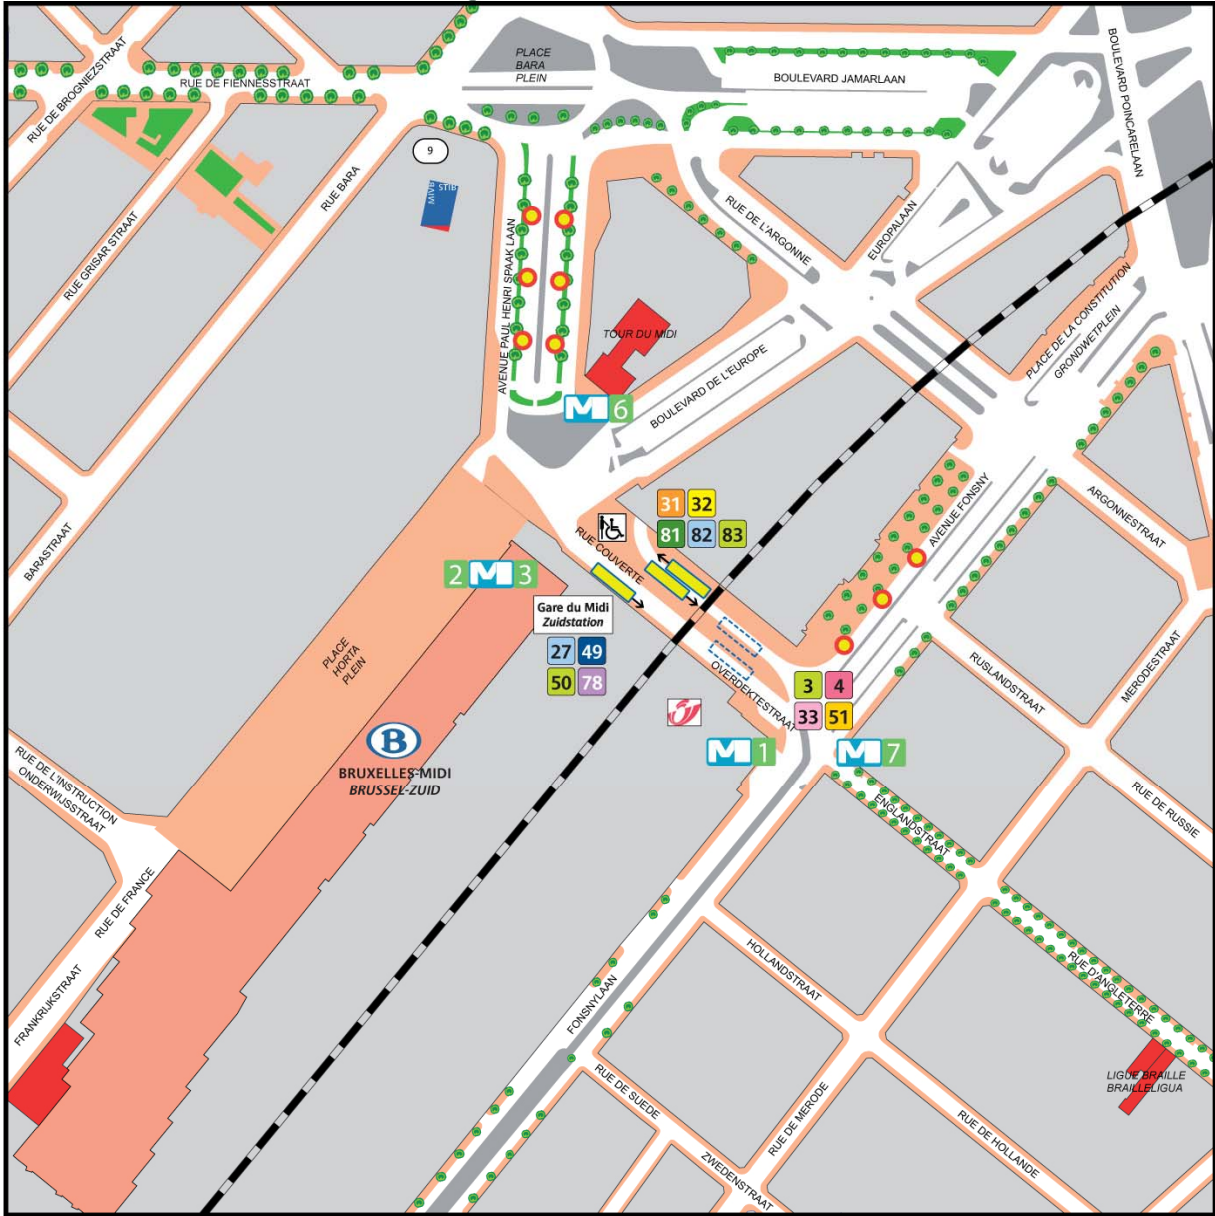 PLACE
BARA
PLEIN
BOULEVARD JAMARLAAN
BOULEVARD POINCARELAAN
RUE DE BROGNIEZSTRAAT
RUE DE FIENNESSTRAAT
9
MIVB
STIB
RUE BARA
RUE GRISAR STRAAT
BARASTRAAT
AVENUE PAUL HENRI SPAAK LAAN
RUE DE L'ARGONNE
EUROPALAAN
TOUR DU MIDI
BOULEVARD DE L'EUROPE
PLACE DE LA CONSTITUTION
GRONDWETPLEIN
M 6
31 32
81 82 83
RUE COUVERTE
AVENUE FONSNY
ARGONNESTRAAT
2 M 3
Gare du Midi
Zuidstation
27 49
50 78
PLACE
HORTA
PLEIN
OVERDEKTESTRAAT
3 4
33 51
RUSLANDSTRAAT
MERODESTRAAT
B
BRUXELLES-MIDI
BRUSSEL-ZUID
M 1
M 7
RUE DE L'INSTRUCTION
ONDERWIJSSTRAAT
ENGLANDSTRAAT
RUE DE RUSSIE
RUE DE FRANCE
FRANKRIJKSTRAAT
FONSNYLAAN
HOLLANDSTRAAT
RUE D'ANGLETERRE
LIGUE BRAILLE
BRAILLELIGUA
RUE DE SUEDE
RUE DE MERODE
ZWEDENSTRAAT
RUE DE HOLLANDE